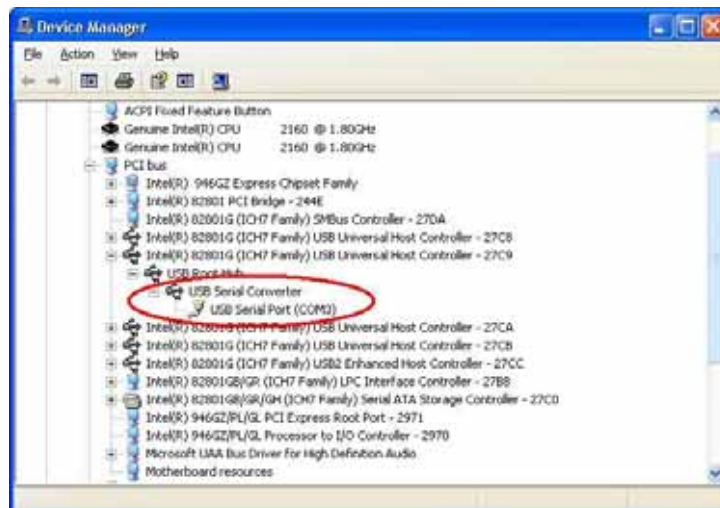 Device Manager
File Action View Help
ACPI Fixed Feature Button
Genuine Intel(R) CPU 2160 @ 1.80GHz
Genuine Intel(R) CPU 2160 @ 1.80GHz
PCI bus
Intel(R) 946GZ Express Chipset Family
Intel(R) 82801 PCI Bridge - 244E
Intel(R) 82801G (ICH7 Family) SMBus Controller - 27DA
Intel(R) 82801G (ICH7 Family) USB Universal Host Controller - 27C8
Intel(R) 82801G (ICH7 Family) USB Universal Host Controller - 27C9
USB Root Hub
USB Serial Converter
USB Serial Port
Intel(R) 82801G (ICH7 Family) USB Universal Host Controller - 27CA
Intel(R) 82801G (ICH7 Family) USB Universal Host Controller - 27CB
Intel(R) 82801G (ICH7 Family) USB2 Enhanced Host Controller - 27CC
Intel(R) 82801GB/GR (ICH7 Family) LPC Interface Controller - 27B8
Intel(R) 82801GB/GR/GH (ICH7 Family) Serial ATA Storage Controller - 27C0
Intel(R) 946GZ/PL/GL PCI Express Root Port - 2971
Intel(R) 946GZ/PL/GL Processor to I/O Controller - 2970
Microsoft UAA Bus Driver for High Definition Audio
Motherboard resources